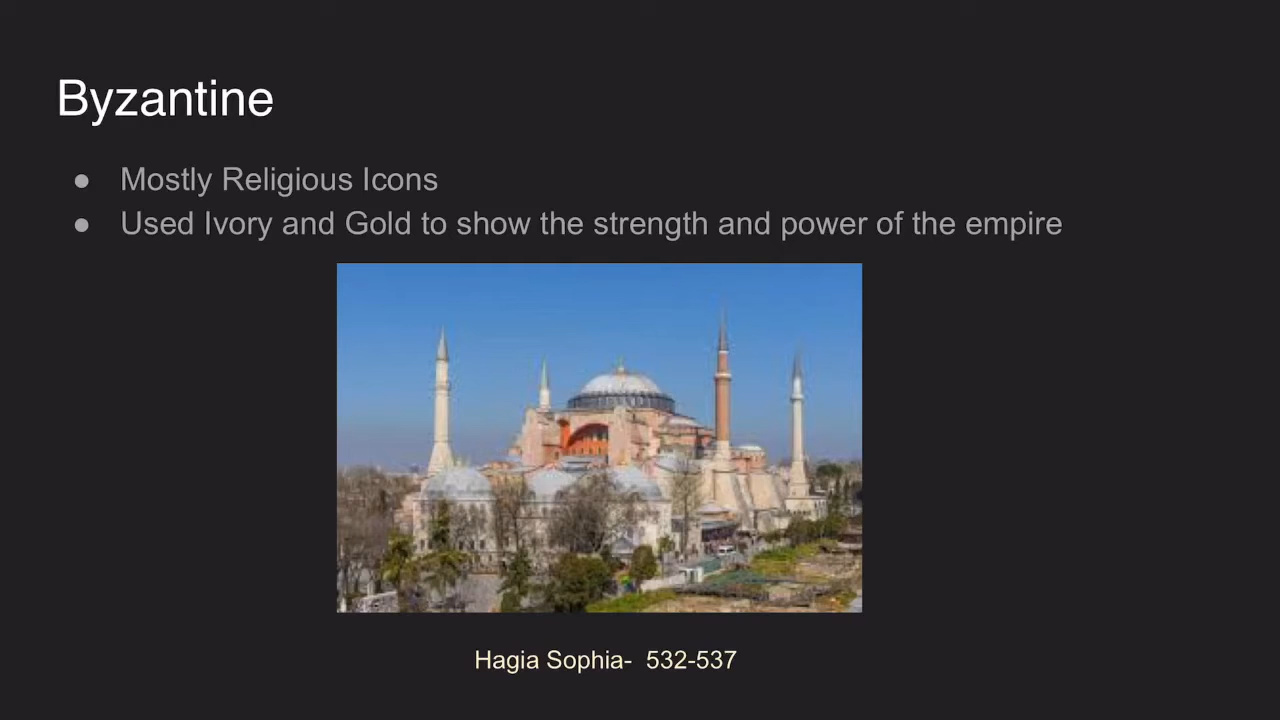 Byzantine
● Mostly Religious Icons
● Used Ivory and Gold to show the strength and power of the empire
Hagia Sophia- 532-537